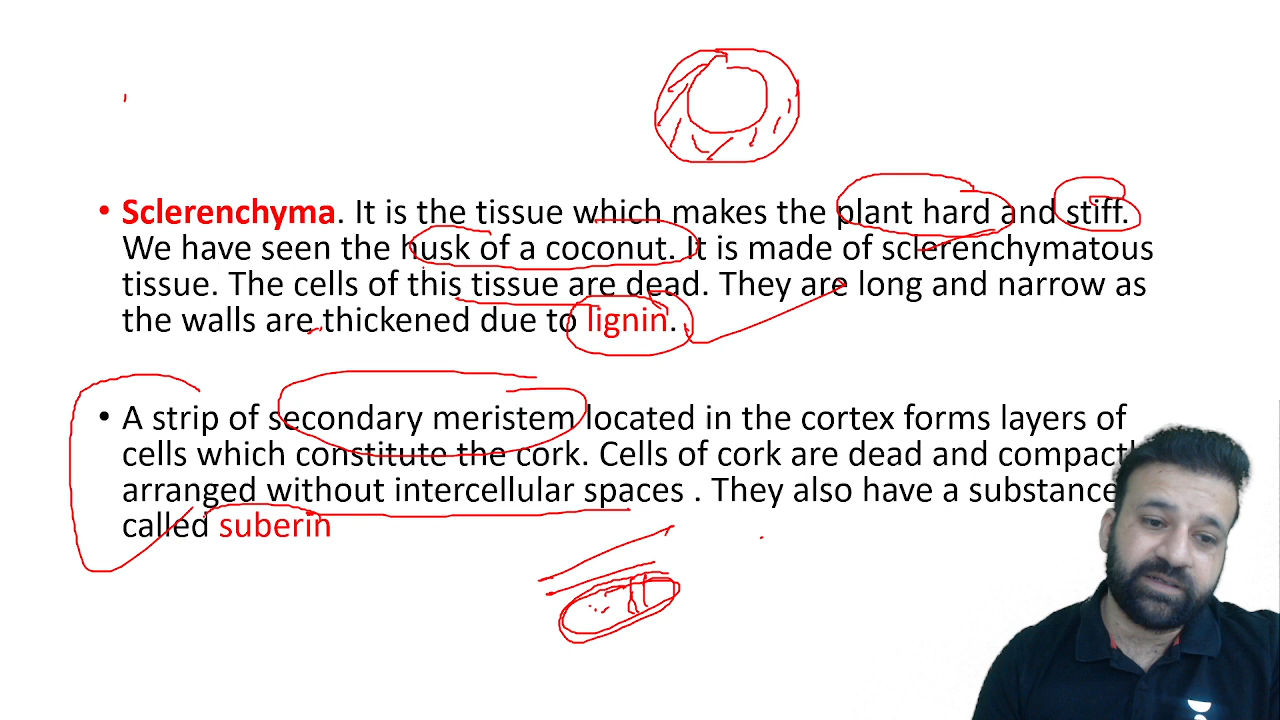 • Sclerenchyma. It is the tissue which makes the plant hard and stiff.
We have seen the husk of a coconut. It is made of sclerenchymatous
tissue. The cells of this tissue are dead. They are long and narrow as
the walls are thickened due to lignin.
• A strip of secondary meristem located in the cortex forms layers of
cells which constitute the cork. Cells of cork are dead and
arranged without intercellular spaces . They also have a substance
called suberin